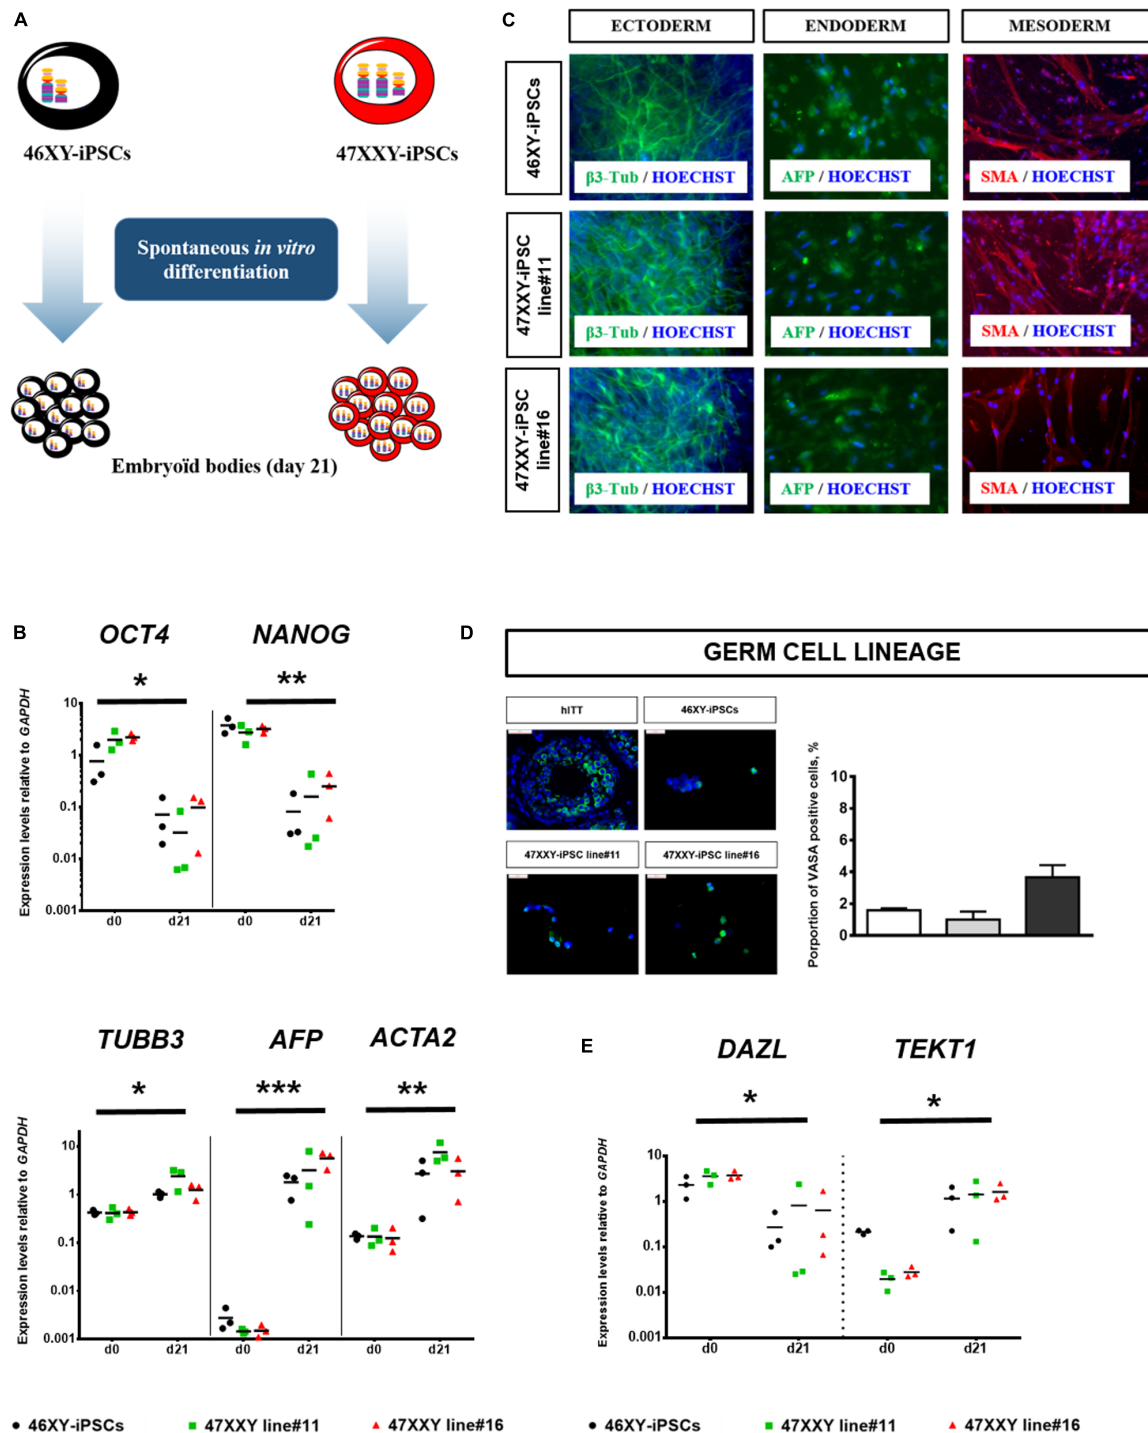 A
46XY-iPSCs
47XXY-iPSCs
Spontaneous in vitro
differentiation
Embryoïd bodies (day 21)
C
ECTODERM
ENDODERM
MESODERM
46XY-iPSCs
β3-Tub / HOECHST
AFP / HOECHST
SMA / HOECHST
47XXY-iPSC
line#11
β3-Tub / HOECHST
AFP / HOECHST
SMA / HOECHST
47XXY-iPSC
line#16
β3-Tub / HOECHST
AFP / HOECHST
SMA / HOECHST
B
OCT4
NANOG
*
**
Expression levels relative to GAPDH
10
1
0.1
0.01
0.001
d0
d21
d0
d21
TUBB3
AFP
ACTA2
*
***
**
Expression levels relative to GAPDH
10
1
0.1
0.01
0.001
d0
d21
d0
d21
d0
d21
46XY-iPSCs
47XXY line#11
47XXY line#16
D
GERM CELL LINEAGE
hITT
46XY-iPSCs
47XXY-iPSC line#11
47XXY-iPSC line#16
Porportion of VASA positive cells, %
10
8
6
4
2
0
E
DAZL
TEKT1
*
*
Expression levels relative to GAPDH
10
1
0.1
0.01
0.001
d0
d21
d0
d21
46XY-iPSCs
47XXY line#11
47XXY line#16